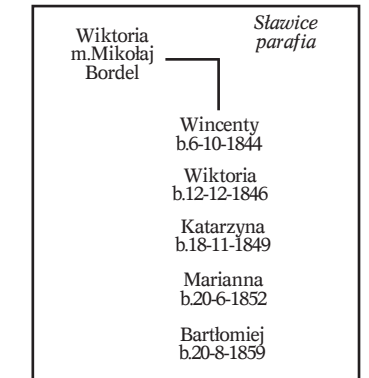 Sławice
parafia
Wiktoria
m.Mikołaj
Bordel
Wincenty
b.6-10-1844
Wiktoria
b.12-12-1846
Katarzyna
b.18-11-1849
Marianna
b.20-6-1852
Bartłomiej
b.20-8-1859